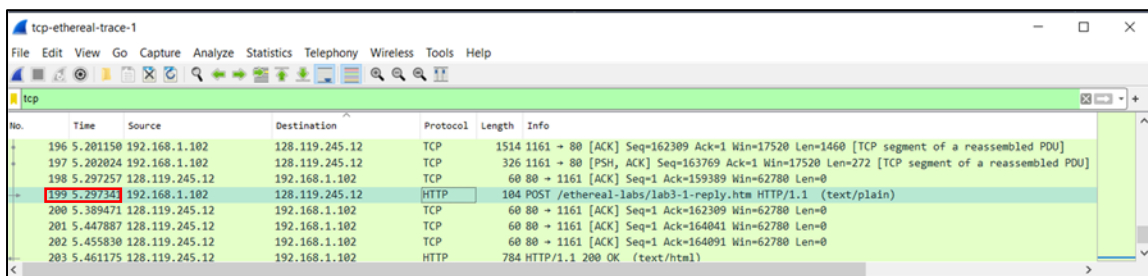 tcp-ethereal-trace-1
File Edit View Go Capture Analyze Statistics Telephony Wireless Tools Help
tcp
No. Time Source Destination Protocol Length Info
196 5.201150 192.168.1.102 128.119.245.12 TCP 1514 1161 → 80 [ACK] Seq=162309 Ack=1 Win=17520 Len=1460 [TCP segment of a reassembled PDU]
197 5.202024 192.168.1.102 128.119.245.12 TCP 326 1161 → 80 [PSH, ACK] Seq=163769 Ack=1 Win=17520 Len=272 [TCP segment of a reassembled PDU]
198 5.297257 128.119.245.12 192.168.1.102 TCP 60 80 → 1161 [ACK] Seq=1 Ack=159389 Win=62780 Len=0
199 5.297341 192.168.1.102 128.119.245.12 HTTP 104 POST /ethereal-labs/lab3-1-reply.htm HTTP/1.1 (text/plain)
200 5.389471 128.119.245.12 192.168.1.102 TCP 60 80 → 1161 [ACK] Seq=1 Ack=162309 Win=62780 Len=0
201 5.447887 128.119.245.12 192.168.1.102 TCP 60 80 → 1161 [ACK] Seq=1 Ack=164041 Win=62780 Len=0
202 5.455830 128.119.245.12 192.168.1.102 TCP 60 80 → 1161 [ACK] Seq=1 Ack=164091 Win=62780 Len=0
203 5.461175 128.119.245.12 192.168.1.102 HTTP 784 HTTP/1.1 200 OK (text/html)